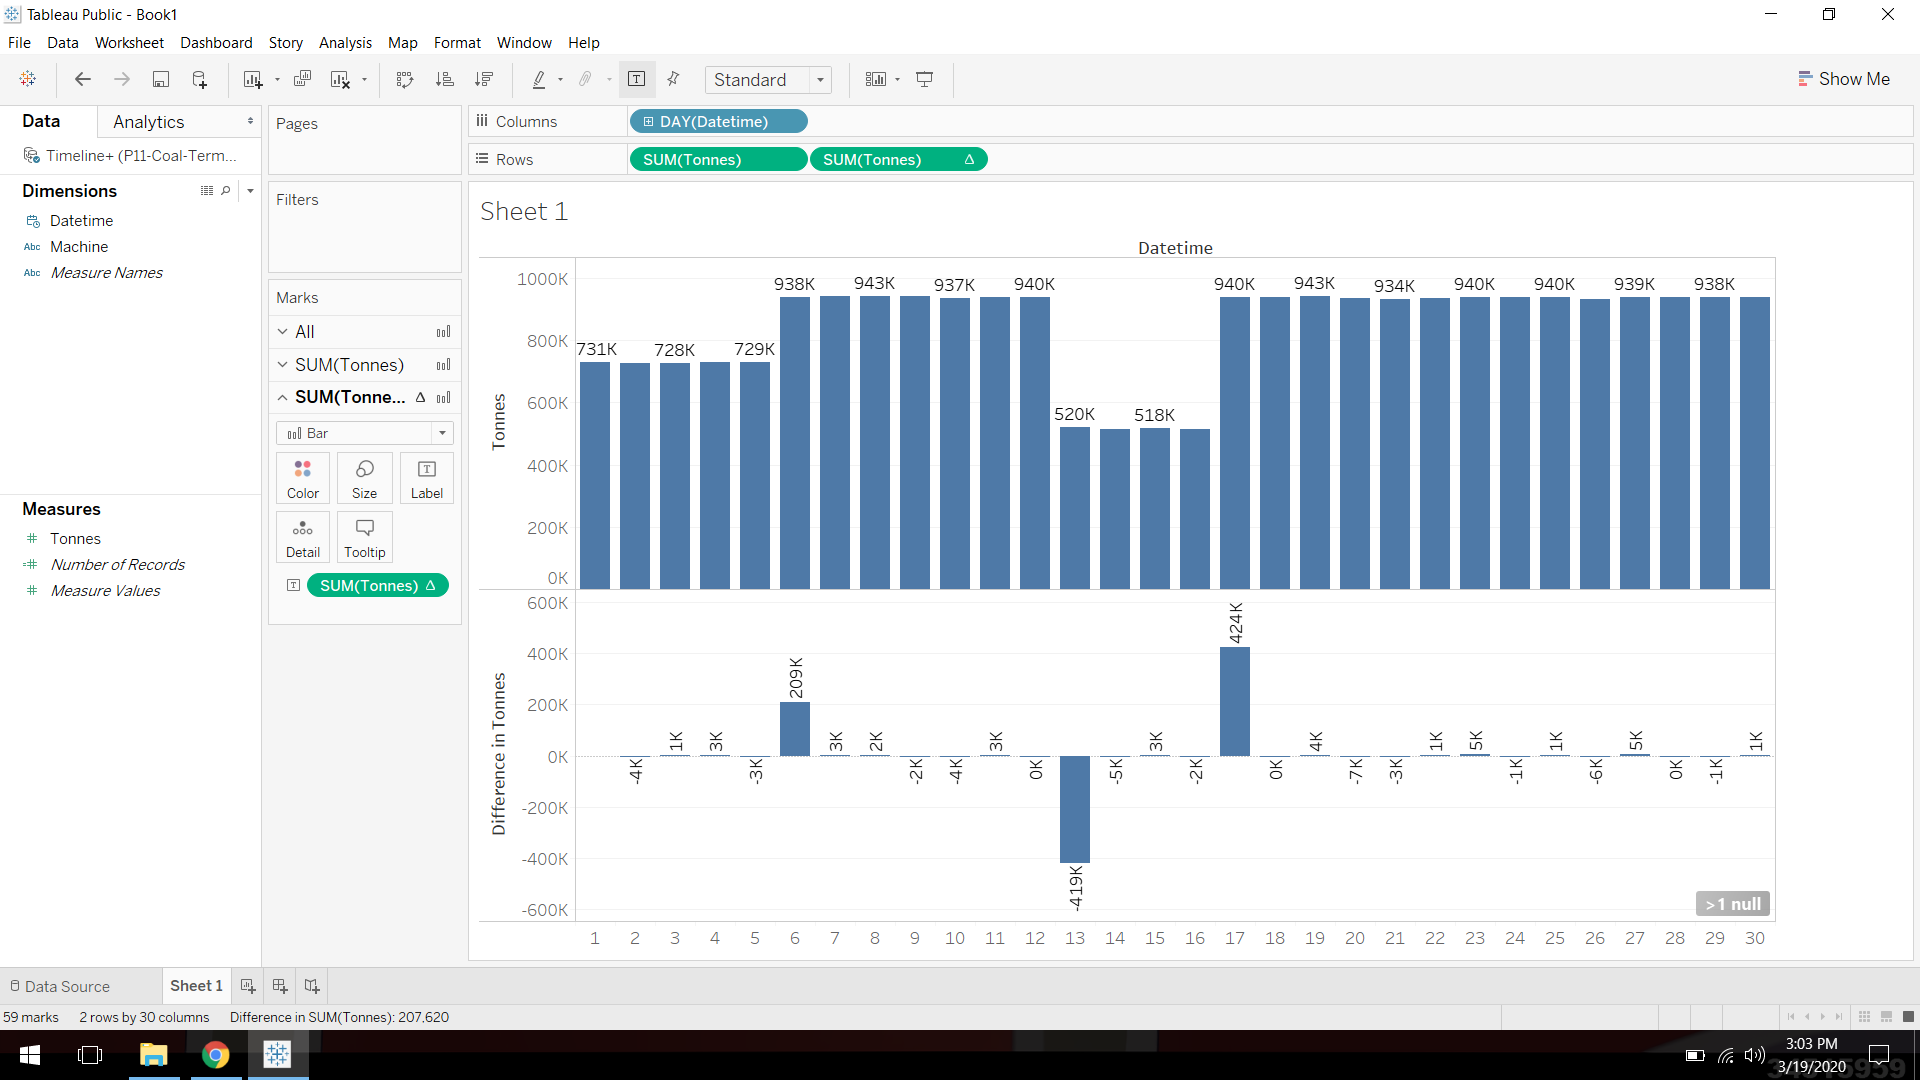 Tableau Public - Book1
File Data Worksheet Dashboard Story Analysis Map Format Window Help
Standard
Show Me
Data Analytics
Timeline+ (P11-Coal-Term...
Dimensions
Datetime
Abc Machine
Abc Measure Names
Measures
# Tonnes
=# Number of Records
# Measure Values
Pages
Filters
Marks
All
SUM(Tonnes)
SUM(Tonne... Δ
Bar
Color Size Label
Detail Tooltip
SUM(Tonnes) Δ
Columns DAY(Datetime)
Rows SUM(Tonnes) SUM(Tonnes) Δ
Sheet 1
Datetime
Tonnes
1000K
800K
600K
400K
200K
0K
731K 728K 729K 938K 943K 937K 940K 520K 518K 940K 943K 934K 940K 940K 939K 938K
Difference in Tonnes
600K
400K
200K
0K
-200K
-400K
-600K
-4K 1K 3K -3K 209K 3K 2K -2K -4K 3K 0K -419K -5K 3K -2K 424K 0K 4K -7K -3K 1K 5K -1K 1K -6K 5K 0K -1K 1K
>1 null
1 2 3 4 5 6 7 8 9 10 11 12 13 14 15 16 17 18 19 20 21 22 23 24 25 26 27 28 29 30
Data Source Sheet 1
59 marks 2 rows by 30 columns Difference in SUM(Tonnes): 207,620
3:03 PM
3/19/2020